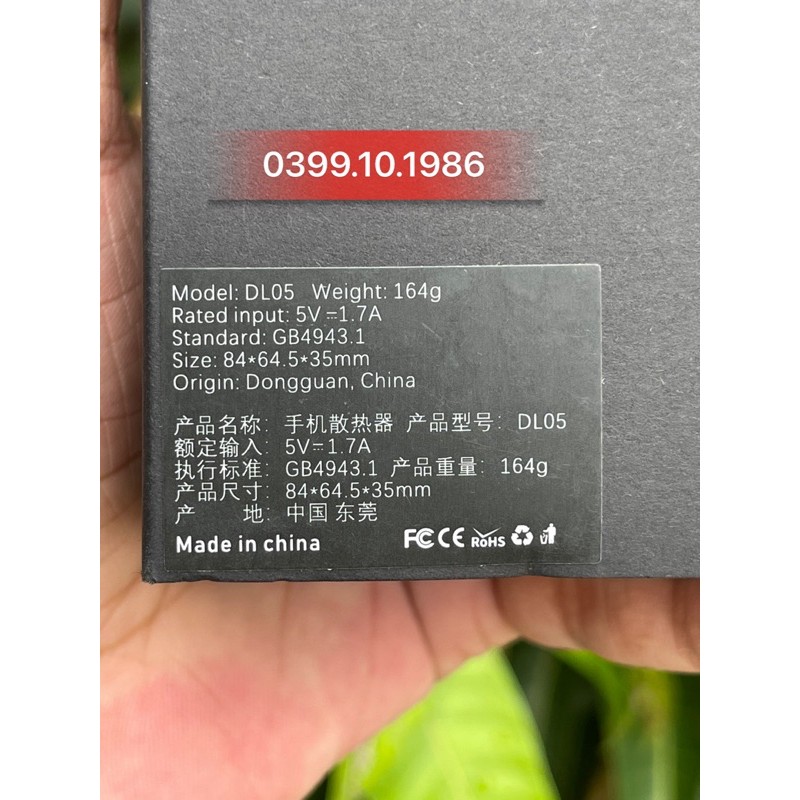 0399.10.1986
Model: DL05 Weight: 164g
Rated input: 5V⎓1.7A
Standard: GB4943.1
Size: 84*64.5*35mm
Origin: Dongguan, China
产品名称: 手机散热器 产品型号: DL05
额定输入: 5V⎓1.7A
执行标准: GB4943.1 产品重量: 164g
产品尺寸: 84*64.5*35mm
产 地: 中国 东莞
Made in china FC CE RoHS